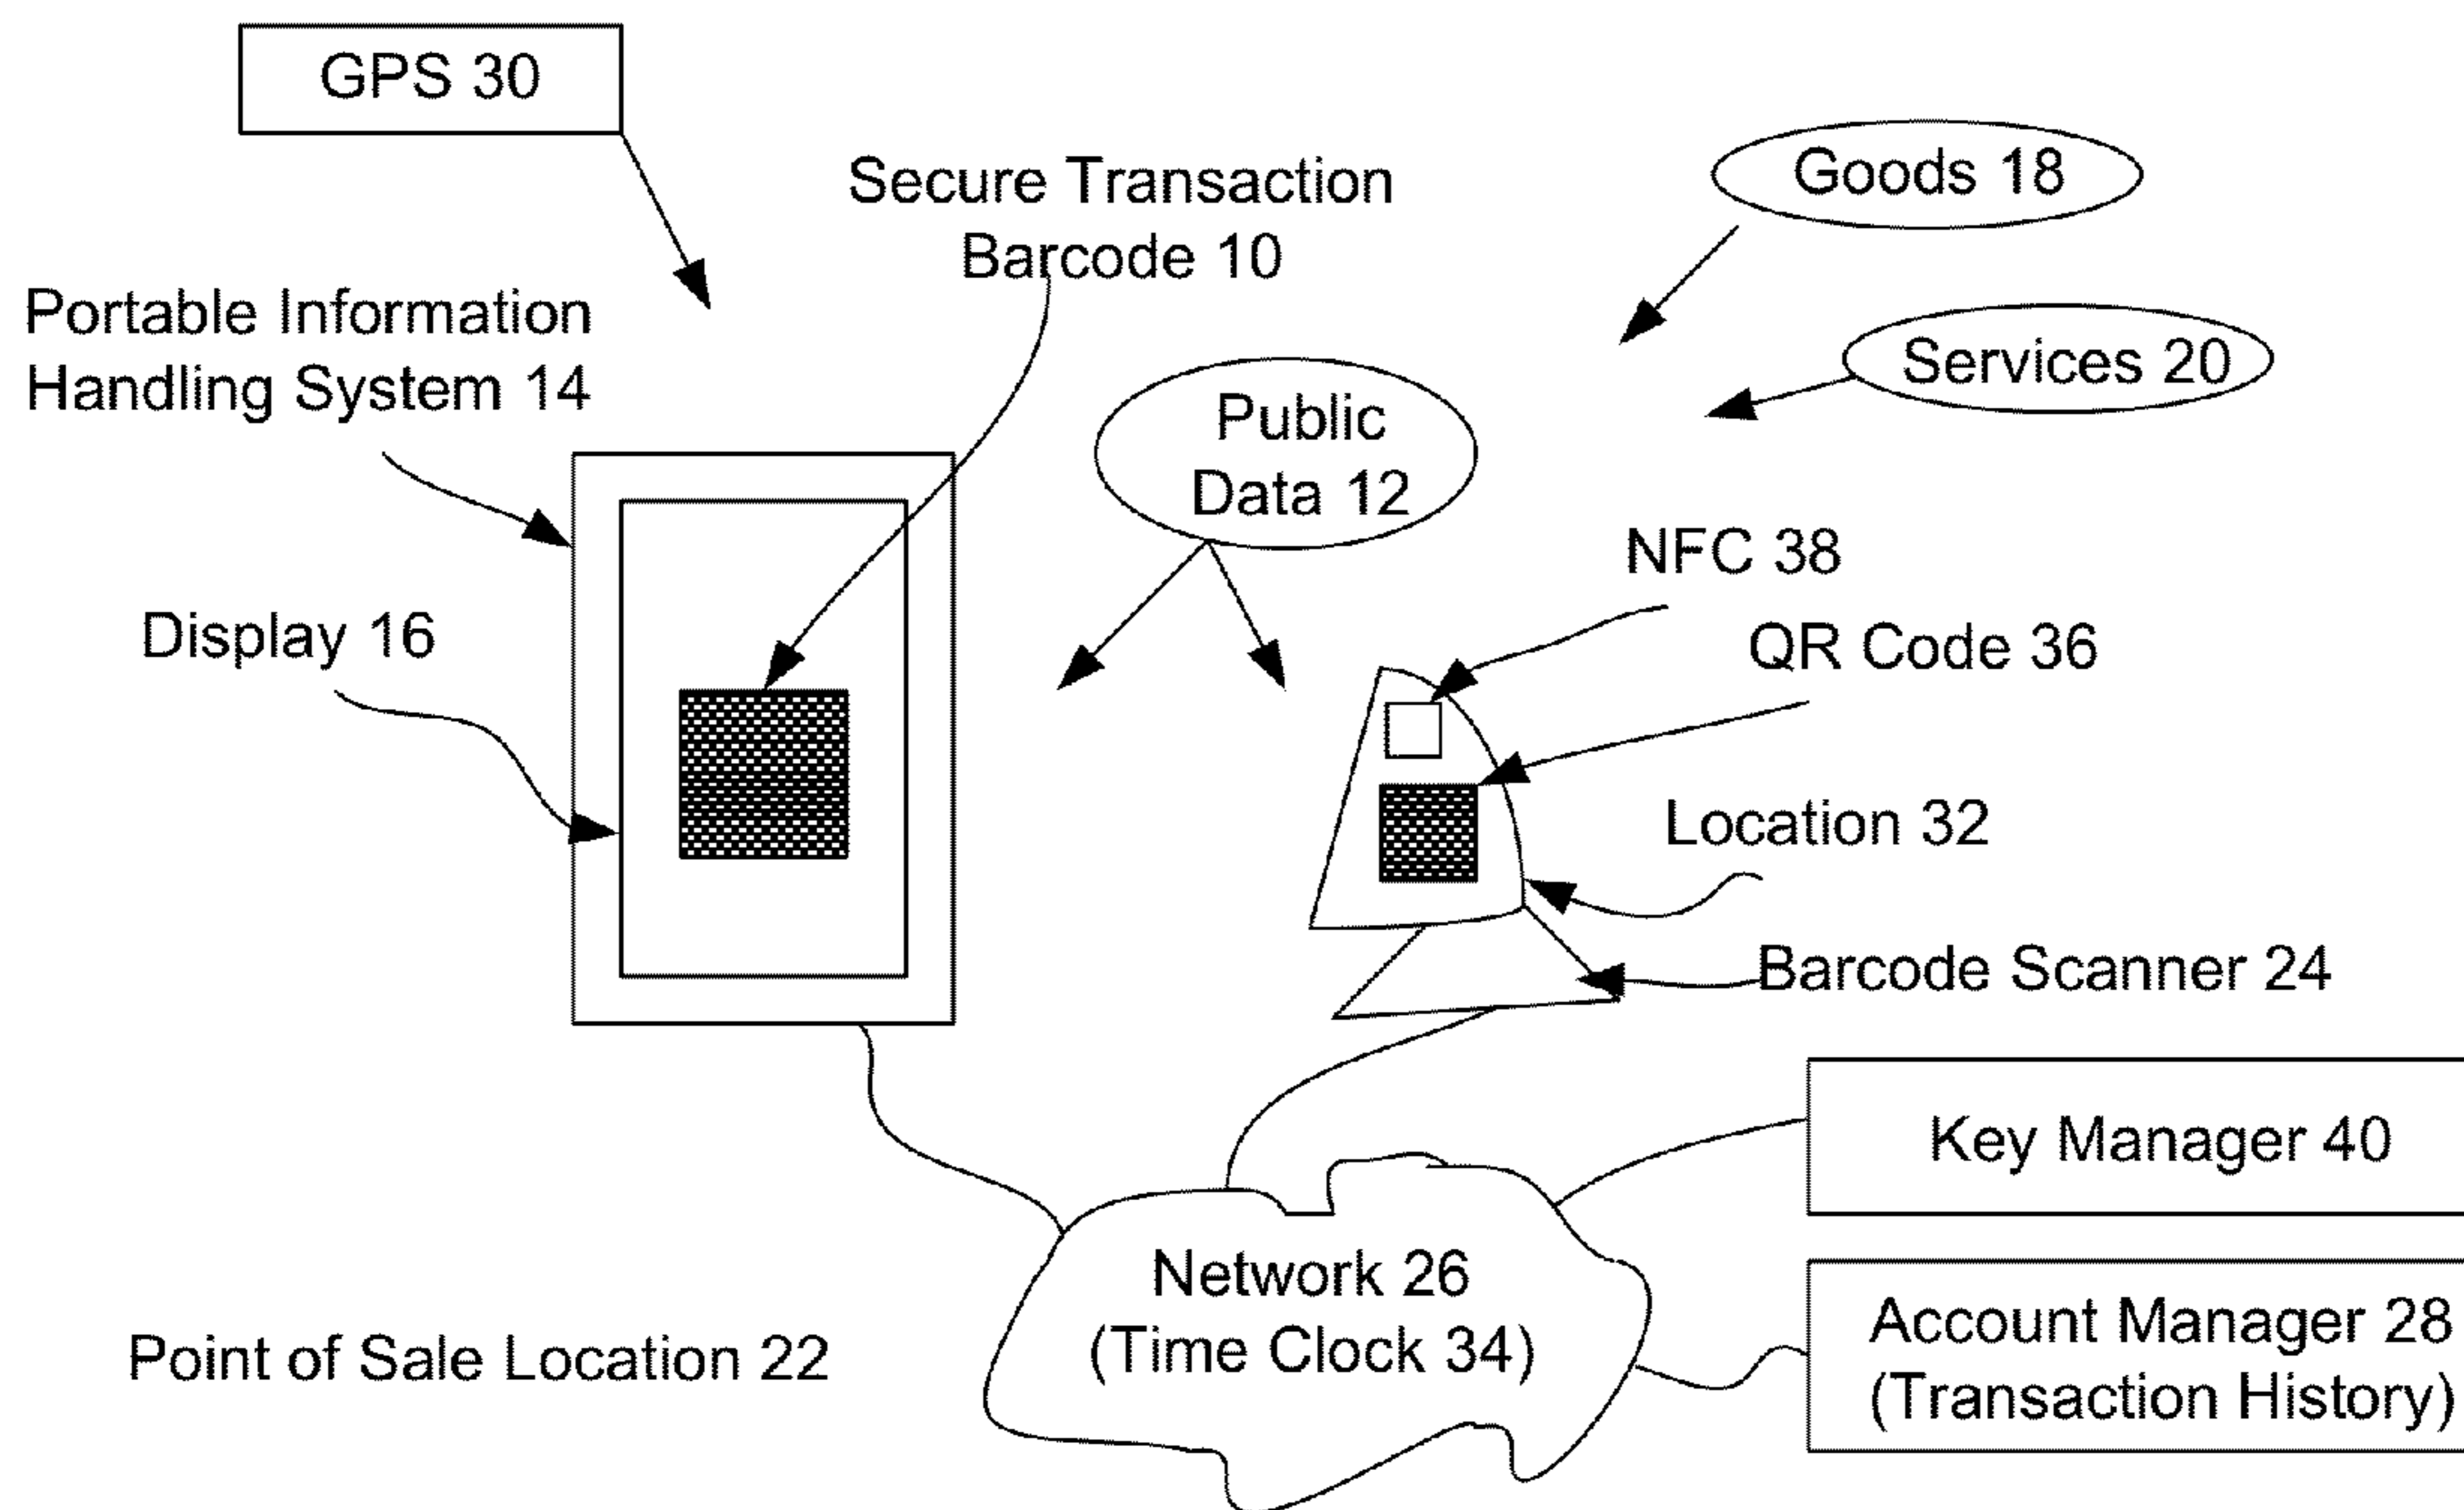 GPS 30
Secure Transaction
Barcode 10
Goods 18
Portable Information
Handling System 14
Services 20
Public
Data 12
NFC 38
Display 16
QR Code 36
Location 32
Barcode Scanner 24
Key Manager 40
Network 26
(Time Clock 34)
Point of Sale Location 22
Account Manager 28
(Transaction History)